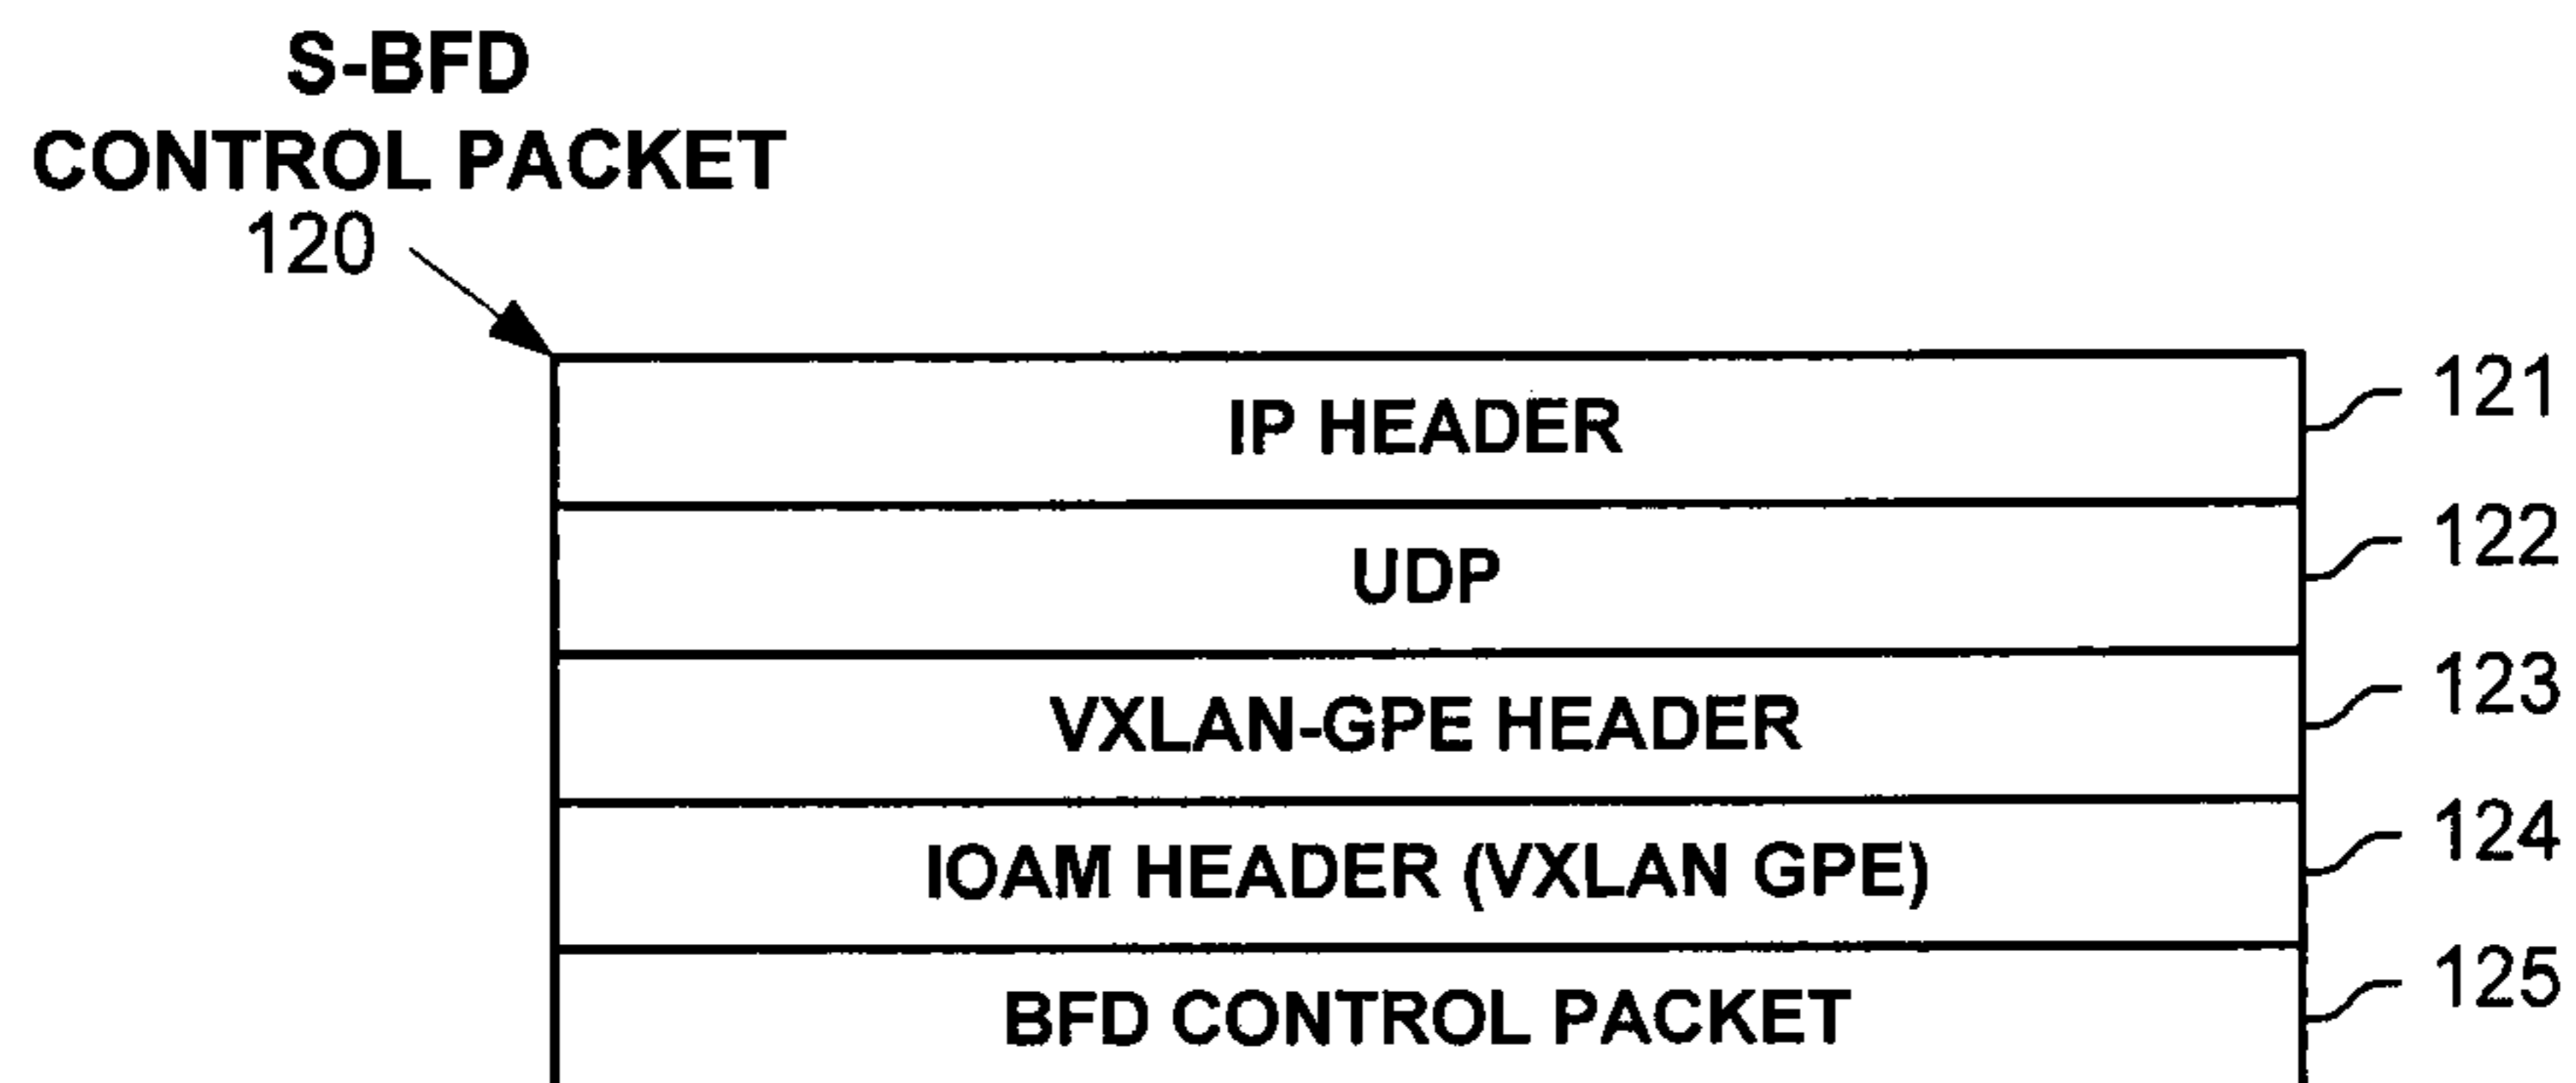 S-BFD
CONTROL PACKET
120
IP HEADER
121
UDP
122
VXLAN-GPE HEADER
123
IOAM HEADER (VXLAN GPE)
124
BFD CONTROL PACKET
125